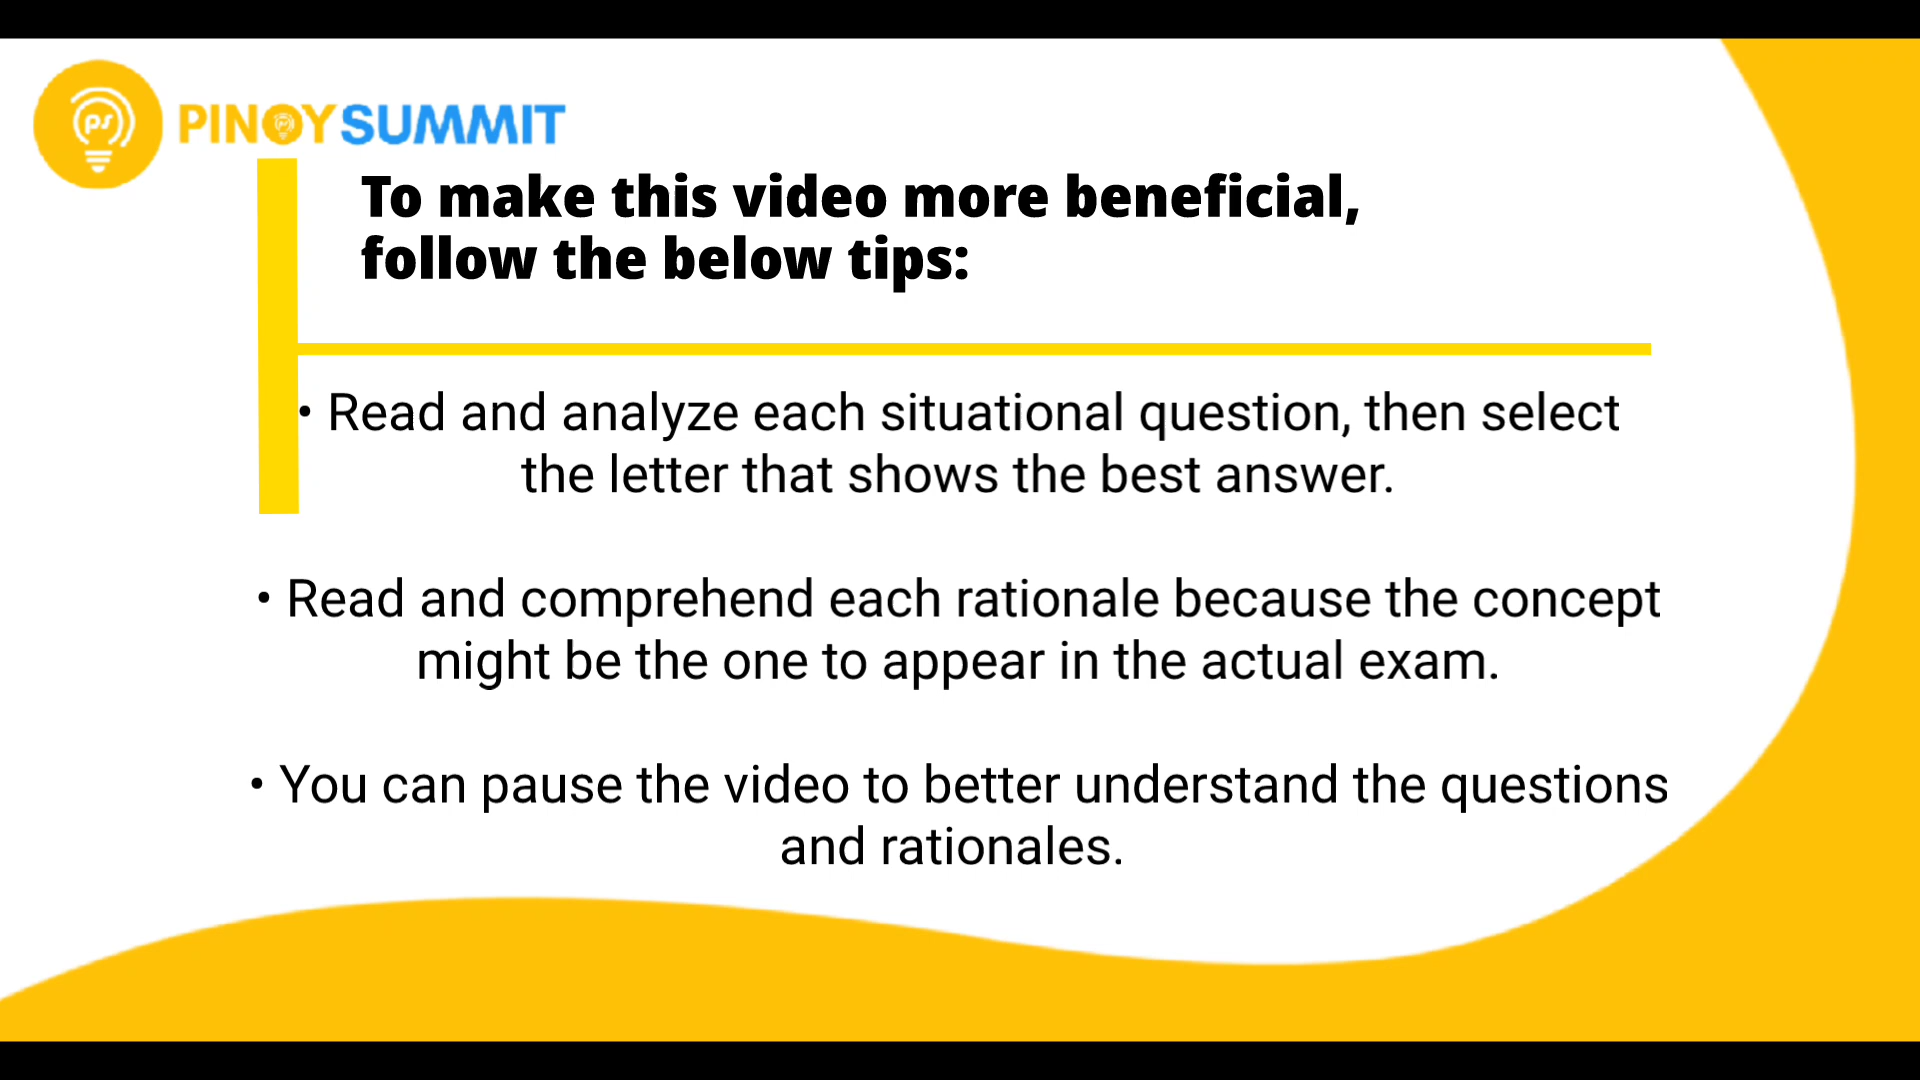 PINOYSUMMIT
To make this video more beneficial,
follow the below tips:
• Read and analyze each situational question, then select
the letter that shows the best answer.
• Read and comprehend each rationale because the concept
might be the one to appear in the actual exam.
• You can pause the video to better understand the questions
and rationales.